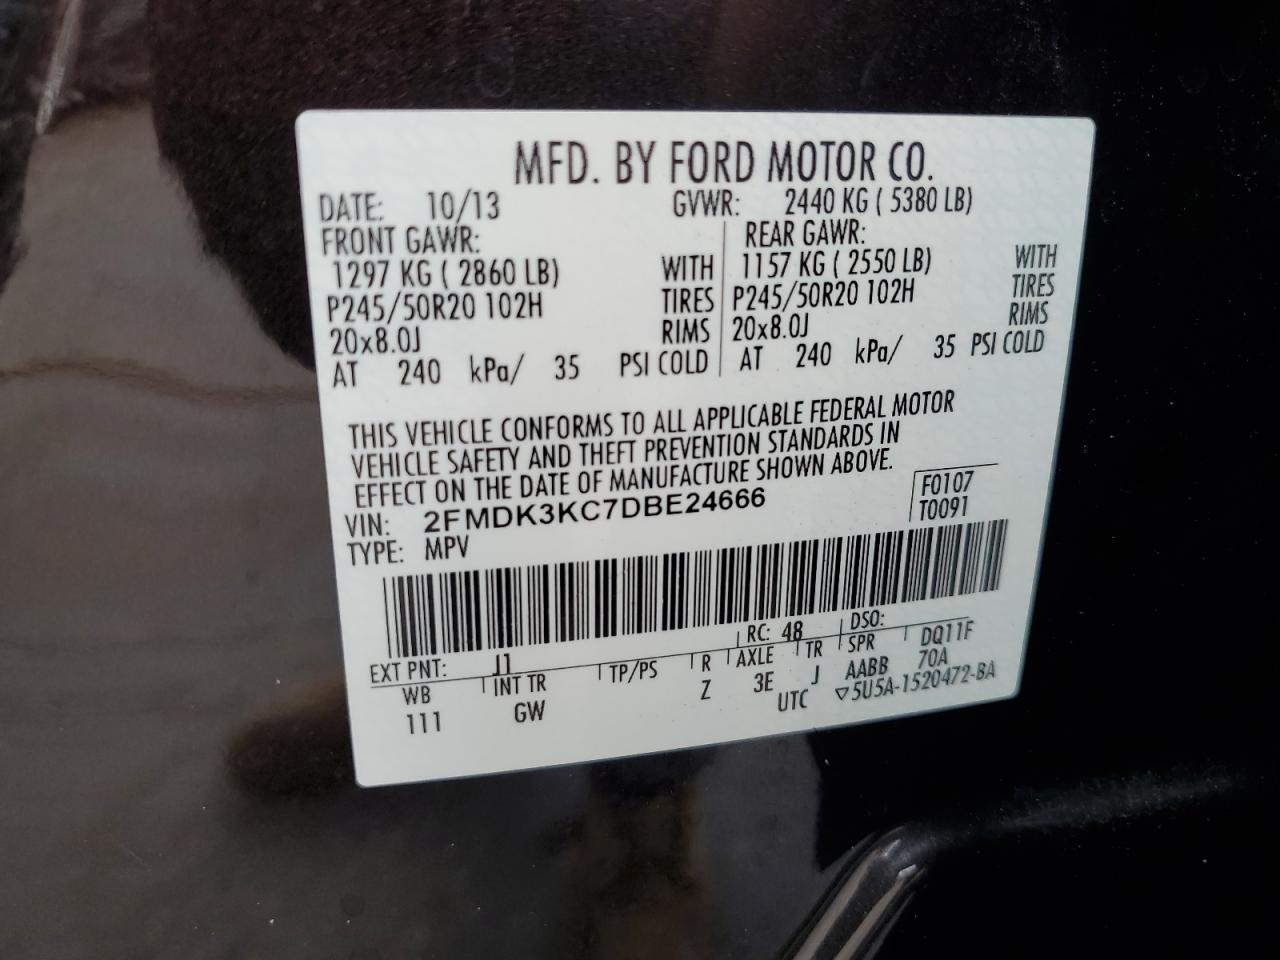 MFD. BY FORD MOTOR CO.
DATE: 10/13 GVWR: 2440 KG ( 5380 LB)
FRONT GAWR: REAR GAWR:
1297 KG ( 2860 LB) WITH 1157 KG ( 2550 LB) WITH
P245/50R20 102H TIRES P245/50R20 102H TIRES
20x8.0J RIMS 20x8.0J RIMS
AT 240 kPa/ 35 PSI COLD AT 240 kPa/ 35 PSI COLD
THIS VEHICLE CONFORMS TO ALL APPLICABLE FEDERAL MOTOR
VEHICLE SAFETY AND THEFT PREVENTION STANDARDS IN
EFFECT ON THE DATE OF MANUFACTURE SHOWN ABOVE.
VIN: 2FMDK3KC7DBE24666 F0107
TYPE: MPV T0091
EXT PNT: J1 RC: 48 DSO:
WB INT TR TP/PS R AXLE TR SPR DQ11F
111 GW Z 3E J AABB 70A
UTC ▽5U5A-1520472-BA